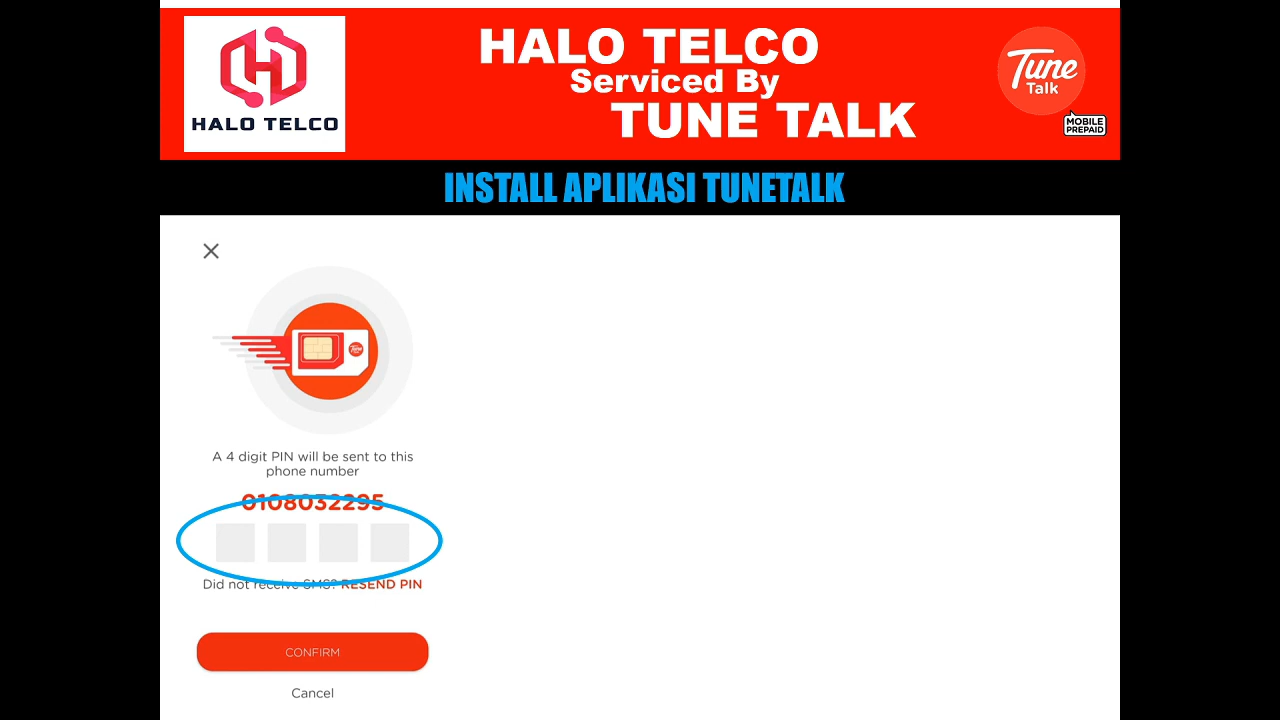 HALO TELCO
HALO TELCO
Serviced By
TUNE TALK
Tune
Talk
MOBILE
PREPAID
INSTALL APLIKASI TUNETALK
Tune
A 4 digit PIN will be sent to this
phone number
0108032295
Did not receive SMS? RESEND PIN
CONFIRM
Cancel